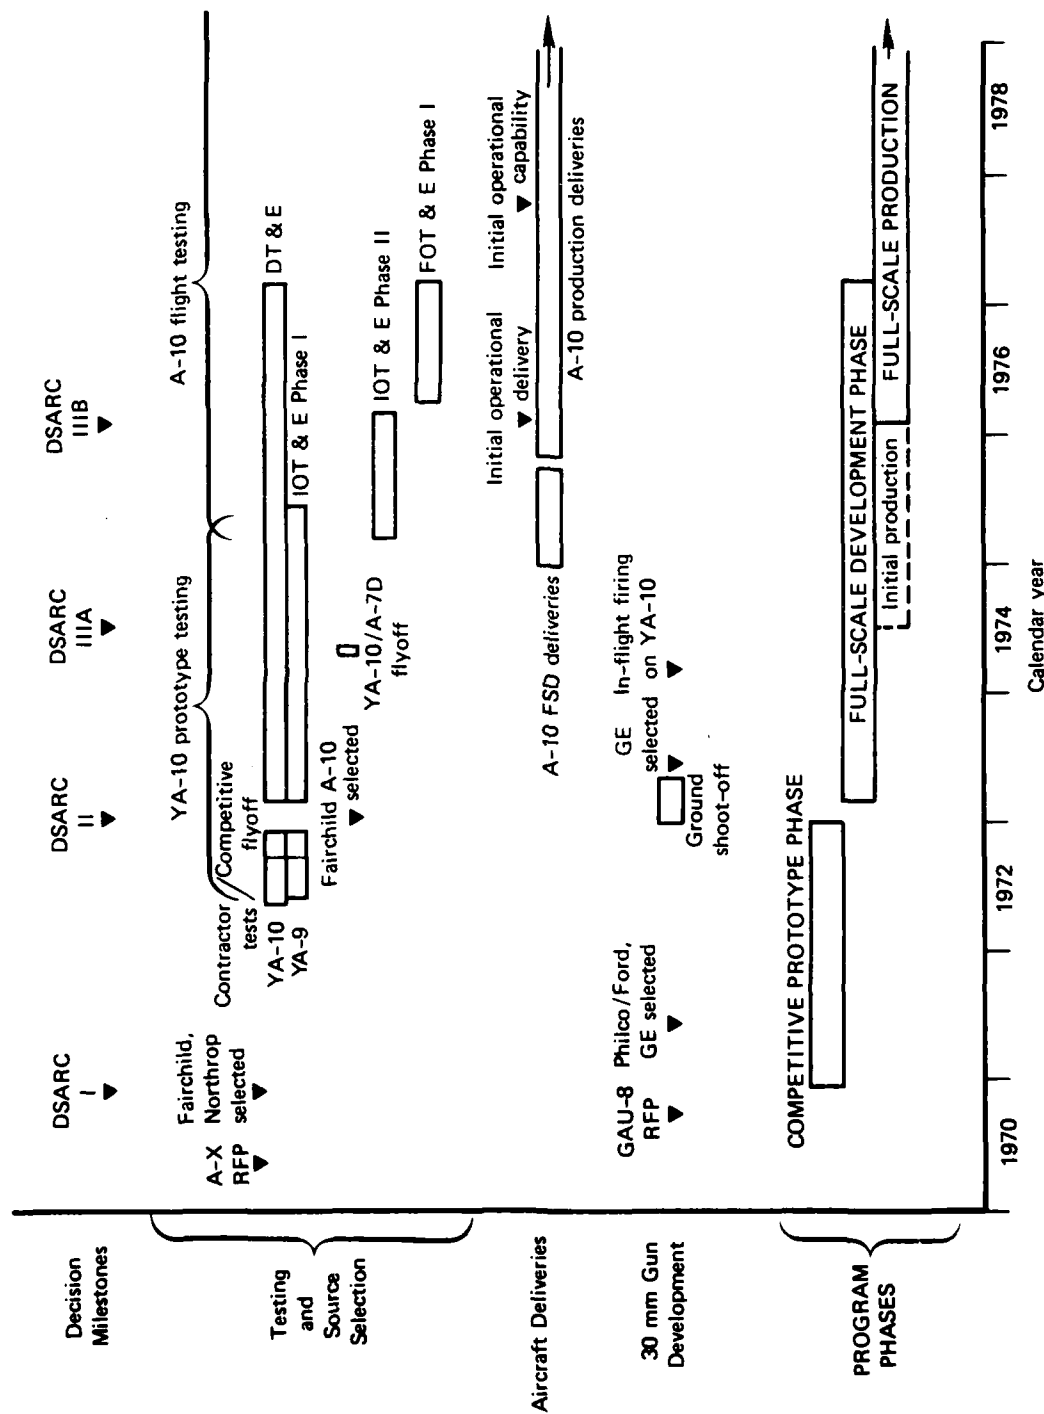 Decision
Milestones
DSARC
I
DSARC
II
DSARC
IIIA
DSARC
IIIB
Testing
and
Source
Selection
A-X
RFP
Fairchild,
Northrop
selected
YA-10 prototype testing
A-10 flight testing
Contractor
tests
Competitive
flyoff
YA-10
YA-9
DT & E
IOT & E Phase I
Fairchild A-10
selected
YA-10/A-7D
flyoff
IOT & E Phase II
FOT & E Phase I
Aircraft Deliveries
A-10 FSD deliveries
Initial operational
delivery
Initial operational
capability
A-10 production deliveries
30 mm Gun
Development
GAU-8
RFP
Philco/Ford,
GE selected
GE
selected
In-flight firing
on YA-10
Ground
shoot-off
PROGRAM
PHASES
COMPETITIVE PROTOTYPE PHASE
FULL-SCALE DEVELOPMENT PHASE
Initial production
FULL-SCALE PRODUCTION
1970
1972
1974
1976
1978
Calendar year